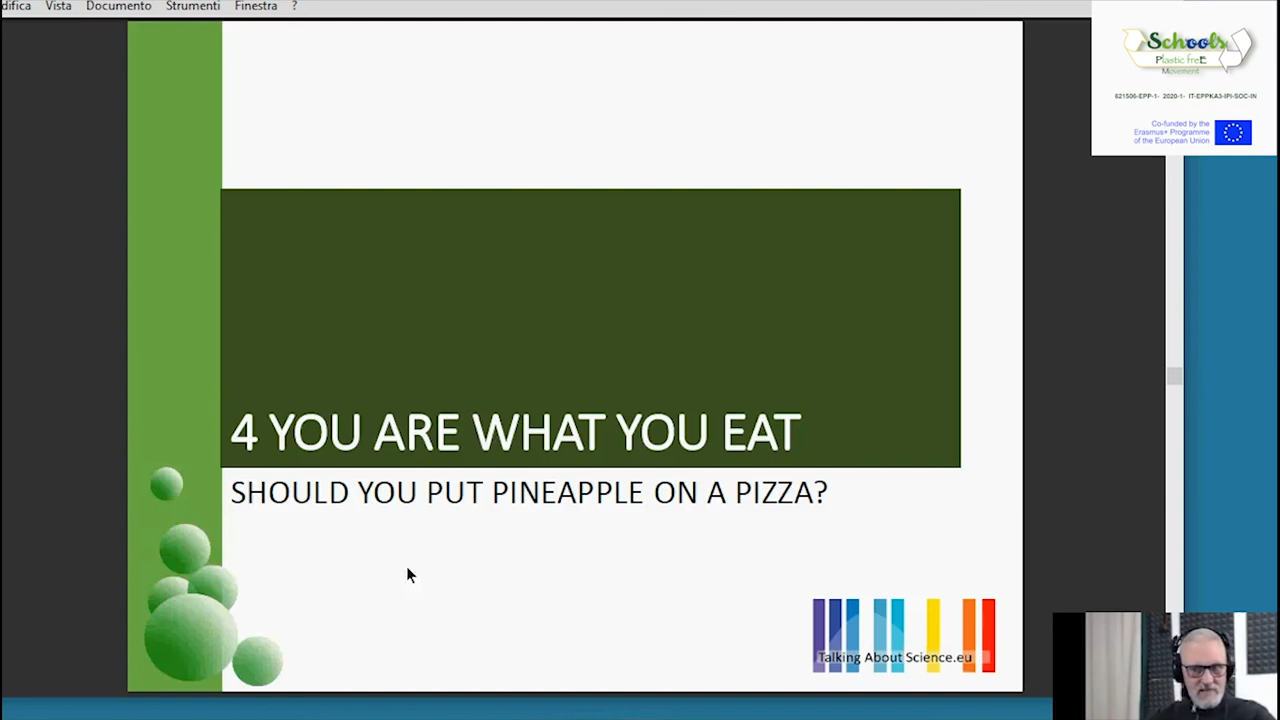 difica Vista Documento Strumenti Finestra ?
Schools
Plastic freE
Movement
621506-EPP-1- 2020-1- IT-EPPKA3-IPI-SOC-IN
Co-funded by the
Erasmus+ Programme
of the European Union
4 YOU ARE WHAT YOU EAT
SHOULD YOU PUT PINEAPPLE ON A PIZZA?
Talking About Science.eu